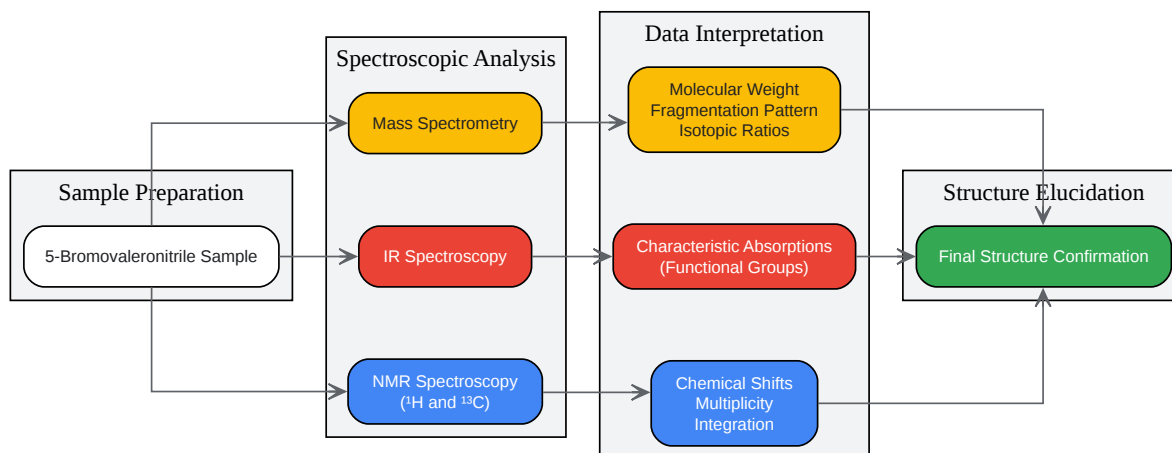 Sample Preparation
5-Bromovaleronitrile Sample
Spectroscopic Analysis
Mass Spectrometry
IR Spectroscopy
NMR Spectroscopy
(¹H and ¹³C)
Data Interpretation
Molecular Weight
Fragmentation Pattern
Isotopic Ratios
Characteristic Absorptions
(Functional Groups)
Chemical Shifts
Multiplicity
Integration
Structure Elucidation
Final Structure Confirmation